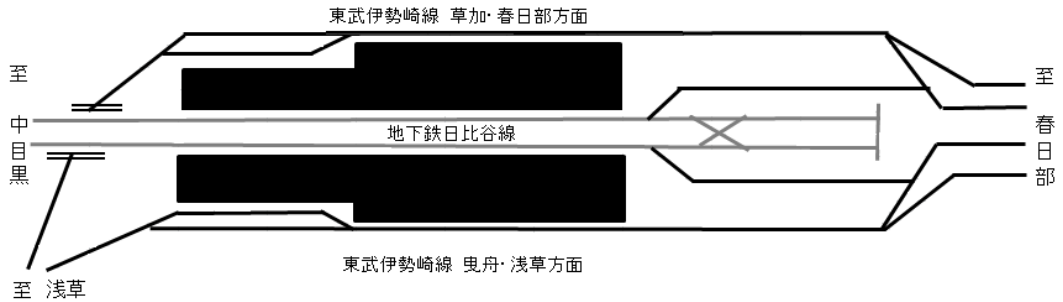 東武伊勢崎線 草加･春日部方面
至
中
目
黒
地下鉄日比谷線
至
春
日
部
東武伊勢崎線 曳舟･浅草方面
至 浅草